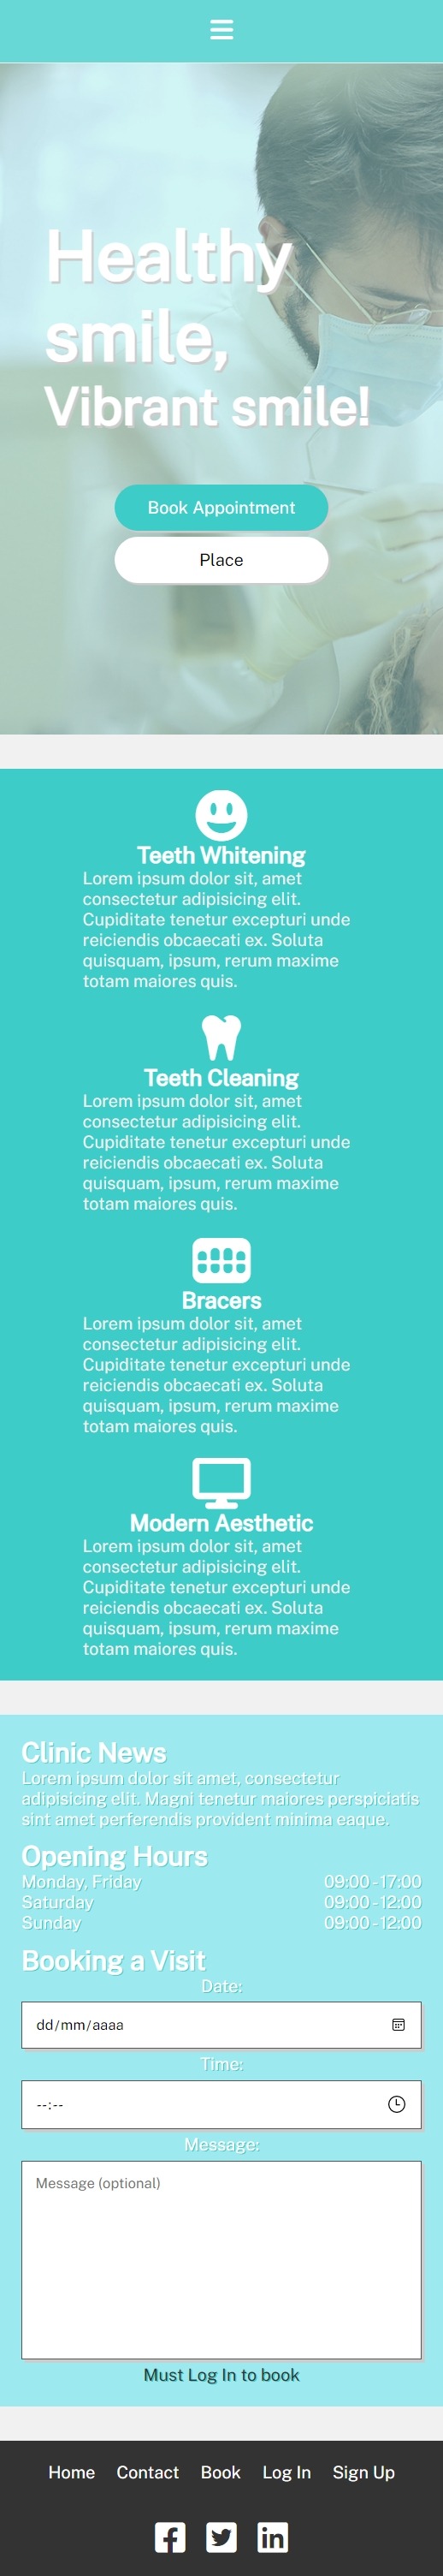 Healthy
smile,
Vibrant smile!
Book Appointment
Place
Teeth Whitening
Lorem ipsum dolor sit, amet
consectetur adipisicing elit.
Cupiditate tenetur excepturi unde
reiciendis obcaecati ex. Soluta
quisquam, ipsum, rerum maxime
totam maiores quis.
Teeth Cleaning
Lorem ipsum dolor sit, amet
consectetur adipisicing elit.
Cupiditate tenetur excepturi unde
reiciendis obcaecati ex. Soluta
quisquam, ipsum, rerum maxime
totam maiores quis.
Bracers
Lorem ipsum dolor sit, amet
consectetur adipisicing elit.
Cupiditate tenetur excepturi unde
reiciendis obcaecati ex. Soluta
quisquam, ipsum, rerum maxime
totam maiores quis.
Modern Aesthetic
Lorem ipsum dolor sit, amet
consectetur adipisicing elit.
Cupiditate tenetur excepturi unde
reiciendis obcaecati ex. Soluta
quisquam, ipsum, rerum maxime
totam maiores quis.
Clinic News
Lorem ipsum dolor sit amet, consectetur
adipisicing elit. Magni tenetur maiores perspiciatis
sint amet perferendis provident minima eaque.
Opening Hours
Monday, Friday 09:00 - 17:00
Saturday 09:00 - 12:00
Sunday 09:00 - 12:00
Booking a Visit
Date:
dd/mm/aaaa
Time:
--:--
Message:
Message (optional)
Must Log In to book
Home Contact Book Log In Sign Up